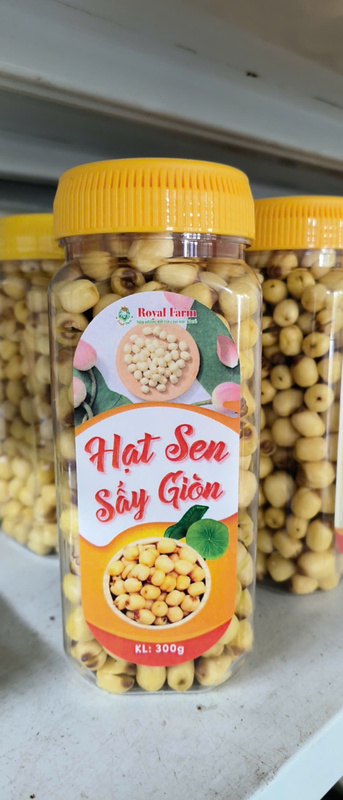 Royal Farm
Hạt Sen
Sấy Giòn
KL: 300g